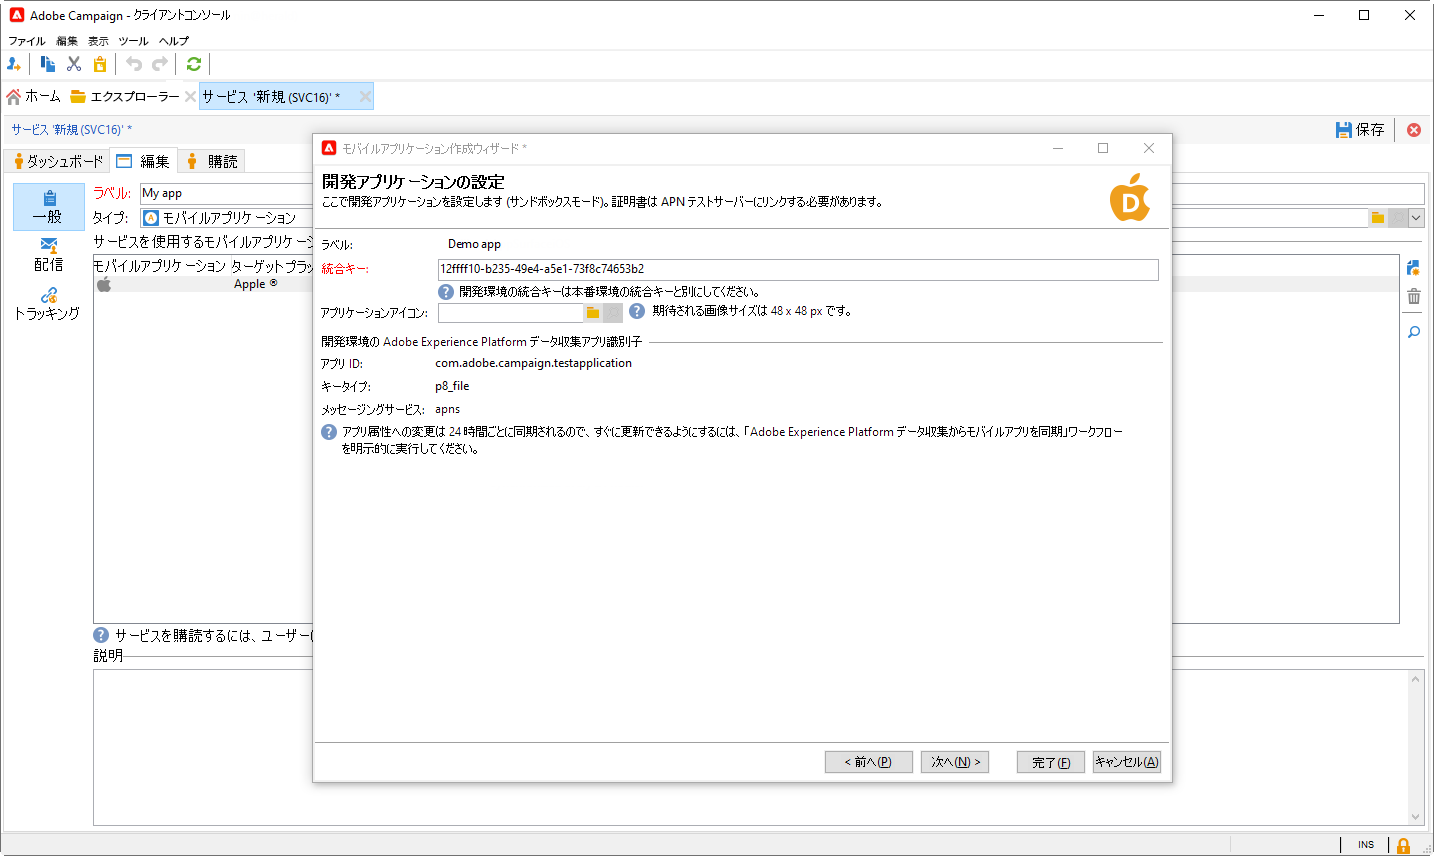 Adobe Campaign - クライアントコンソール
ファイル 編集 表示 ツール ヘルプ
ホーム エクスプローラー サービス '新規 (SVC16)' *
サービス '新規 (SVC16)' *
保存
ダッシュボード 編集 購読
一般
配信
トラッキング
ラベル: My app
タイプ: モバイルアプリケーション
サービスを使用するモバイルアプリケーシ
モバイルアプリケーション ターゲットプラッ
Apple ®
サービスを購読するには、ユーザー
説明
モバイルアプリケーション作成ウィザード *
開発アプリケーションの設定
ここで開発アプリケーションを設定します (サンドボックスモード)。証明書は APN テストサーバーにリンクする必要があります。
D
ラベル: Demo app
統合キー: 12ffff10-b235-49e4-a5e1-73f8c74653b2
開発環境の統合キーは本番環境の統合キーと別にしてください。
アプリケーションアイコン: 期待される画像サイズは 48 x 48 px です。
開発環境の Adobe Experience Platform データ収集アプリ識別子
アプリ ID: com.adobe.campaign.testapplication
キータイプ: p8_file
メッセージングサービス: apns
アプリ属性への変更は 24 時間ごとに同期されるので、すぐに更新できるようにするには、「Adobe Experience Platform データ収集からモバイルアプリを同期」ワークフロー
を明示的に実行してください。
< 前へ(P) 次へ(N) > 完了(F) キャンセル(A)
INS